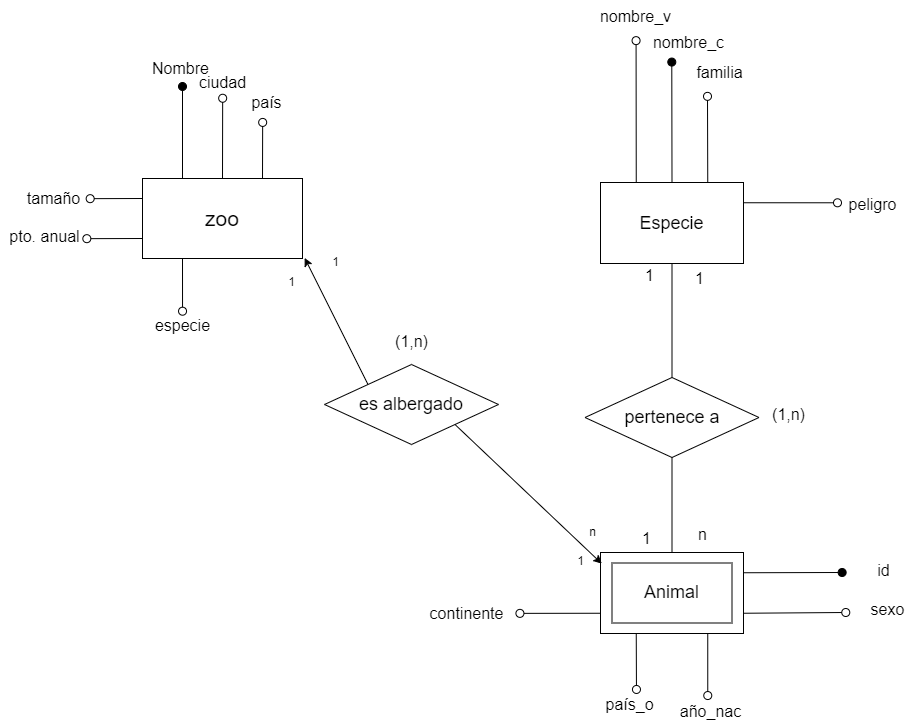 nombre_v
nombre_c
Nombre
familia
ciudad
país
tamaño
peligro
zoo
Especie
pto. anual
1
1
1
1
especie
(1,n)
es albergado
pertenece a
(1,n)
n
1
n
1
id
Animal
continente
sexo
país_o
año_nac